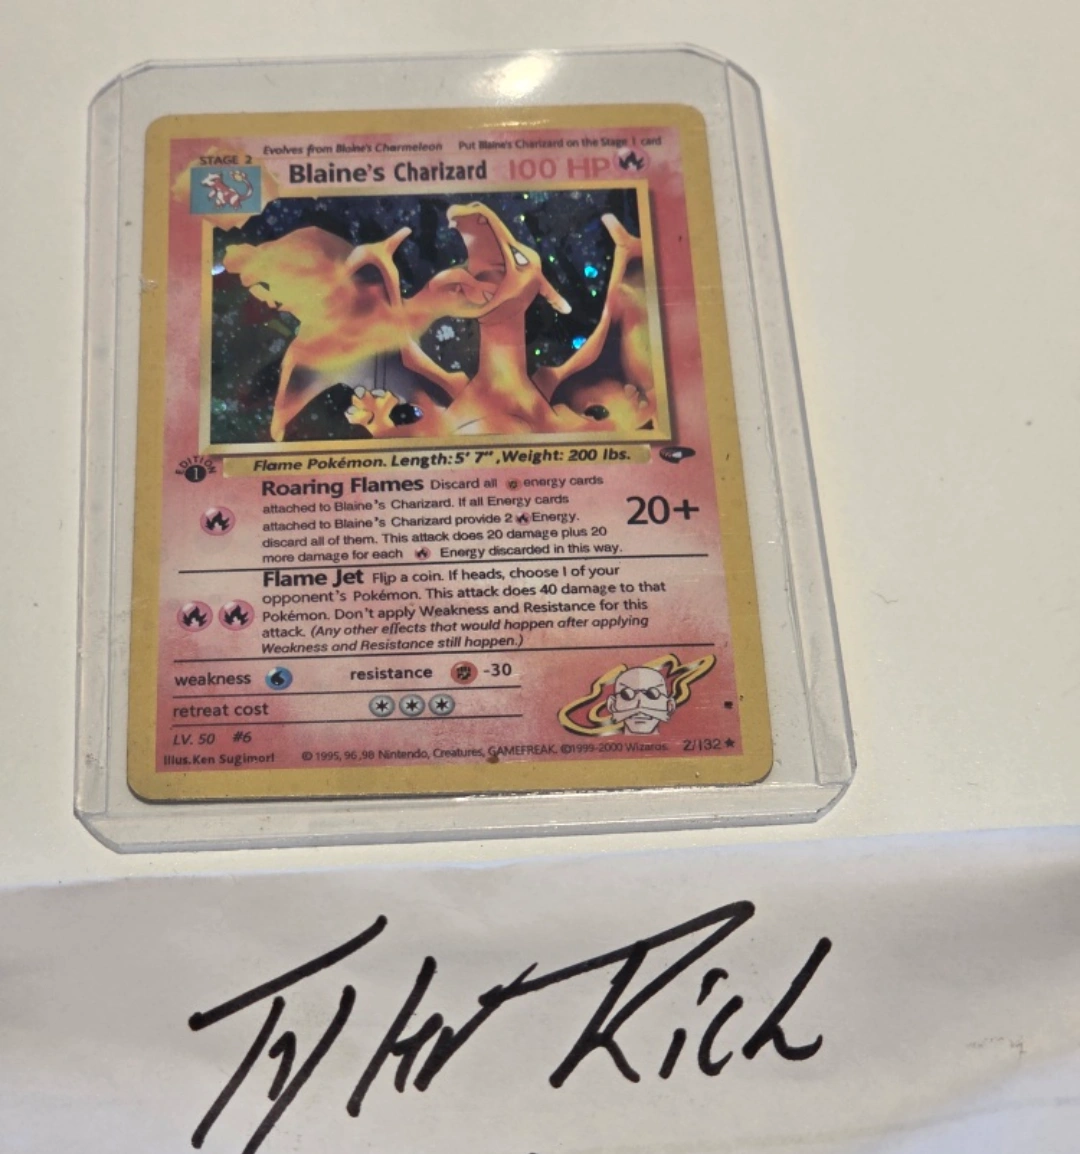 Evolves from Blaine's Charmeleon Put Blaine's Charizard on the Stage 1 card
STAGE 2
Blaine's Charizard 100 HP
Flame Pokémon. Length: 5' 7", Weight: 200 lbs.
EDITION
1
Roaring Flames Discard all energy cards
attached to Blaine's Charizard. If all Energy cards
attached to Blaine's Charizard provide 2 Energy.
discard all of them. This attack does 20 damage plus 20
more damage for each Energy discarded in this way.
20+
Flame Jet Flip a coin. If heads, choose 1 of your
opponent's Pokémon. This attack does 40 damage to that
Pokémon. Don't apply Weakness and Resistance for this
attack. (Any other effects that would happen after applying
Weakness and Resistance still happen.)
weakness resistance -30
retreat cost
LV. 50 #6
Illus. Ken Sugimori © 1995, 96, 98 Nintendo, Creatures, GAMEFREAK. ©1999-2000 Wizards. 2/132★
Tyler Rich